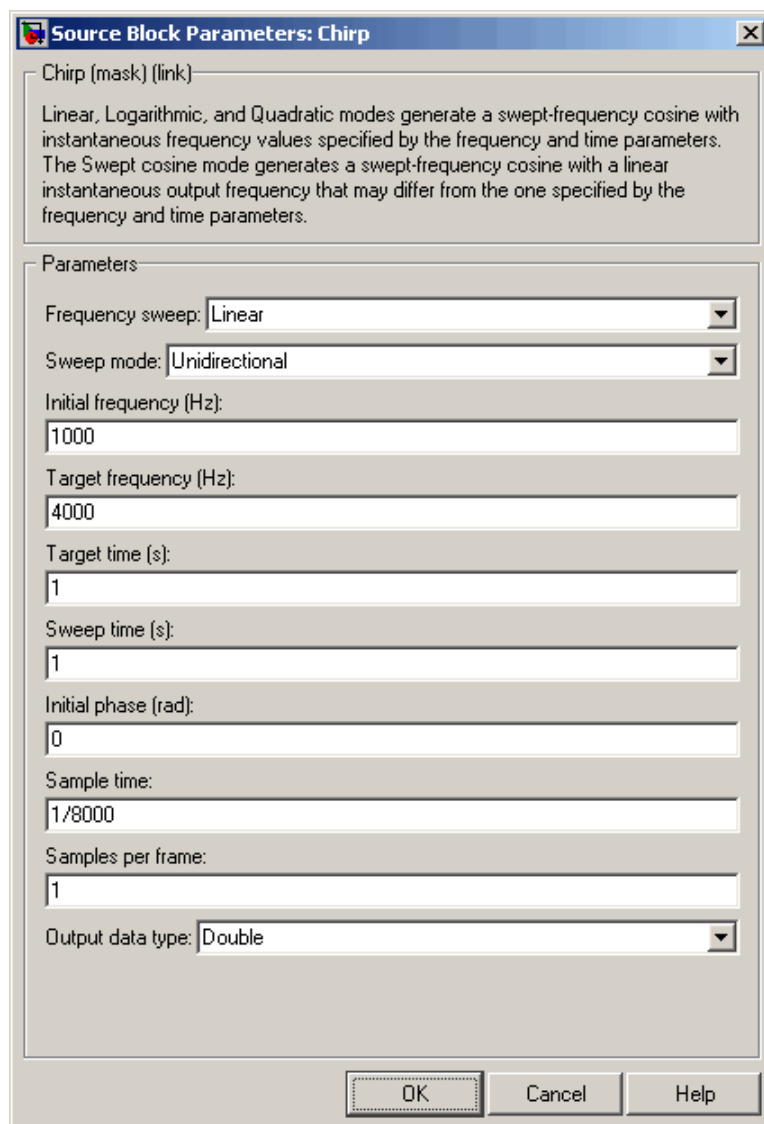 Source Block Parameters: Chirp
Chirp (mask) (link)
Linear, Logarithmic, and Quadratic modes generate a swept-frequency cosine with
instantaneous frequency values specified by the frequency and time parameters.
The Swept cosine mode generates a swept-frequency cosine with a linear
instantaneous output frequency that may differ from the one specified by the
frequency and time parameters.
Parameters
Frequency sweep: Linear
Sweep mode: Unidirectional
Initial frequency (Hz):
1000
Target frequency (Hz):
4000
Target time (s):
1
Sweep time (s):
1
Initial phase (rad):
0
Sample time:
1/8000
Samples per frame:
1
Output data type: Double
OK Cancel Help